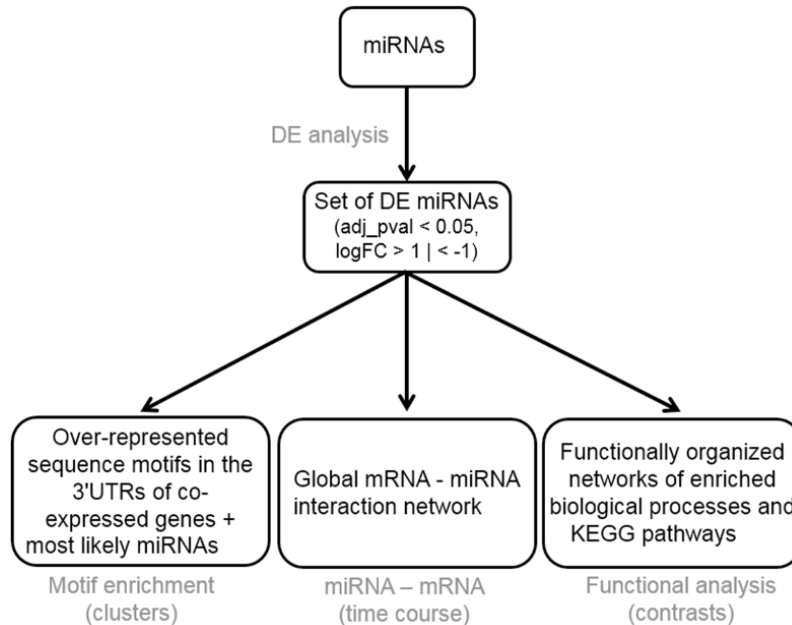 miRNAs
DE analysis
Set of DE miRNAs
(adj_pval < 0.05,
logFC > 1 | < -1)
Over-represented
sequence motifs in the
3'UTRs of co-
expressed genes +
most likely miRNAs
Global mRNA - miRNA
interaction network
Functionally organized
networks of enriched
biological processes and
KEGG pathways
Motif enrichment
(clusters)
miRNA – mRNA
(time course)
Functional analysis
(contrasts)